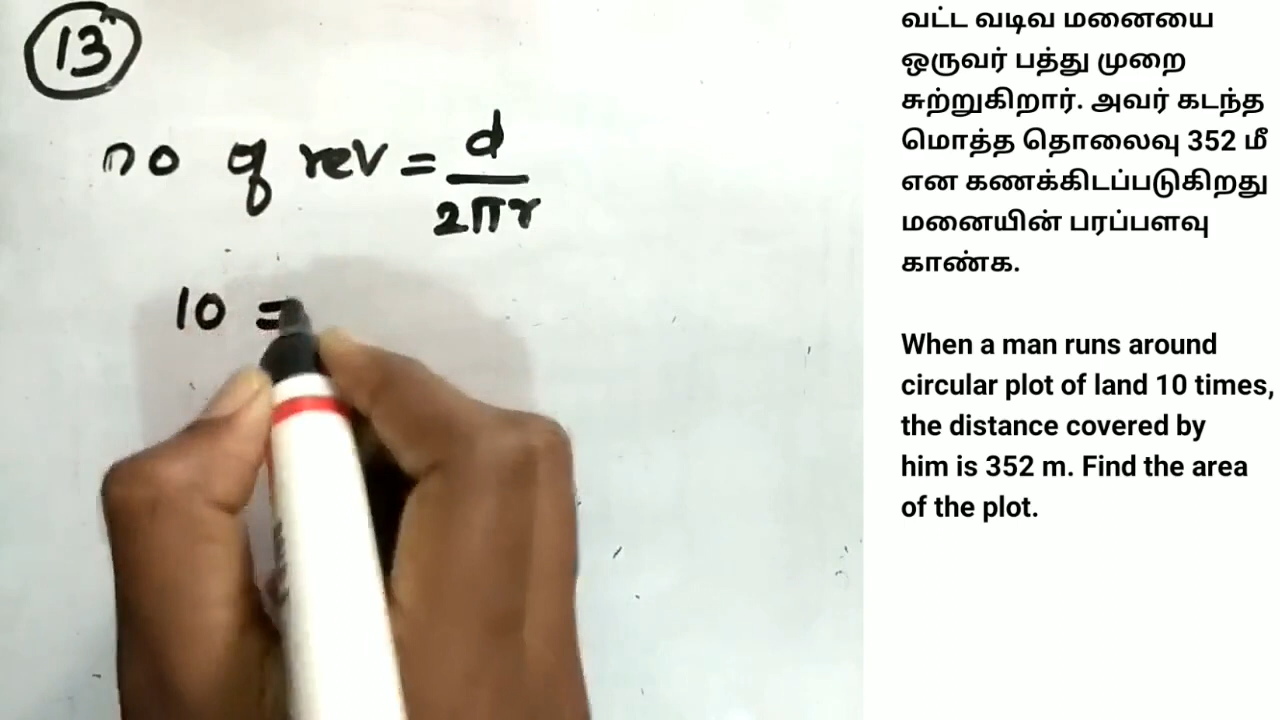 13
no of rev = d
2πr
10 =
வட்ட வடிவ மனையை
ஒருவர் பத்து முறை
சுற்றுகிறார். அவர் கடந்த
மொத்த தொலைவு 352 மீ
என கணக்கிடப்படுகிறது
மனையின் பரப்பளவு
காண்க.
When a man runs around
circular plot of land 10 times,
the distance covered by
him is 352 m. Find the area
of the plot.